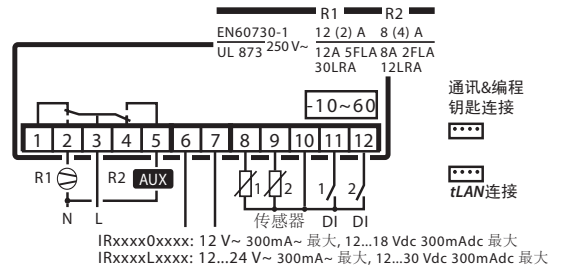 R1 R2
EN60730-1 12 (2) A 8 (4) A
UL 873 250 V~ 12A 5FLA 8A 2FLA
30LRA 12LRA
-10~60
通讯&编程
钥匙连接
1 2 3 4 5 6 7 8 9 10 11 12
R1 R2 AUX 1 2 1 2
tLAN连接
N L 传感器 DI DI
IRxxxx0xxxx: 12 V~ 300mA~ 最大, 12...18 Vdc 300mAdc 最大
IRxxxxLxxxx: 12...24 V~ 300mA~ 最大, 12...30 Vdc 300mAdc 最大